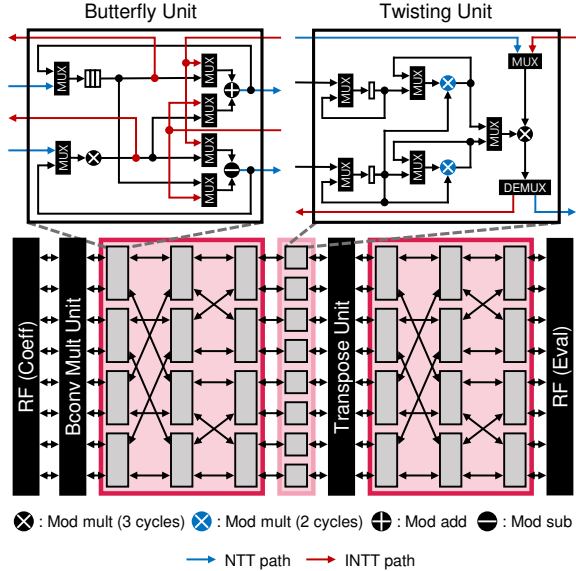 Butterfly Unit
Twisting Unit
MUX
MUX
MUX
MUX
MUX
MUX
MUX
MUX
MUX
MUX
MUX
MUX
MUX
DEMUX
RF (Coeff)
Bconv Mult Unit
Transpose Unit
RF (Eval)
: Mod mult (3 cycles)
: Mod mult (2 cycles)
: Mod add
: Mod sub
NTT path
INTT path